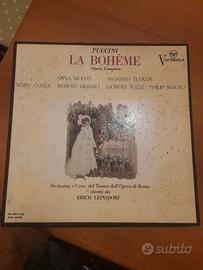 PUCCINI
LA BOHÈME
Opera Completa
RCA
VICTROLA
ANNA MOFFO RICHARD TUCKER
MARY COSTA ROBERT MERRILL GIORGIO TOZZI PHILIP MAERO
Orchestra e Coro del Teatro dell'Opera di Roma
diretti da
ERICH LEINSDORF
subito